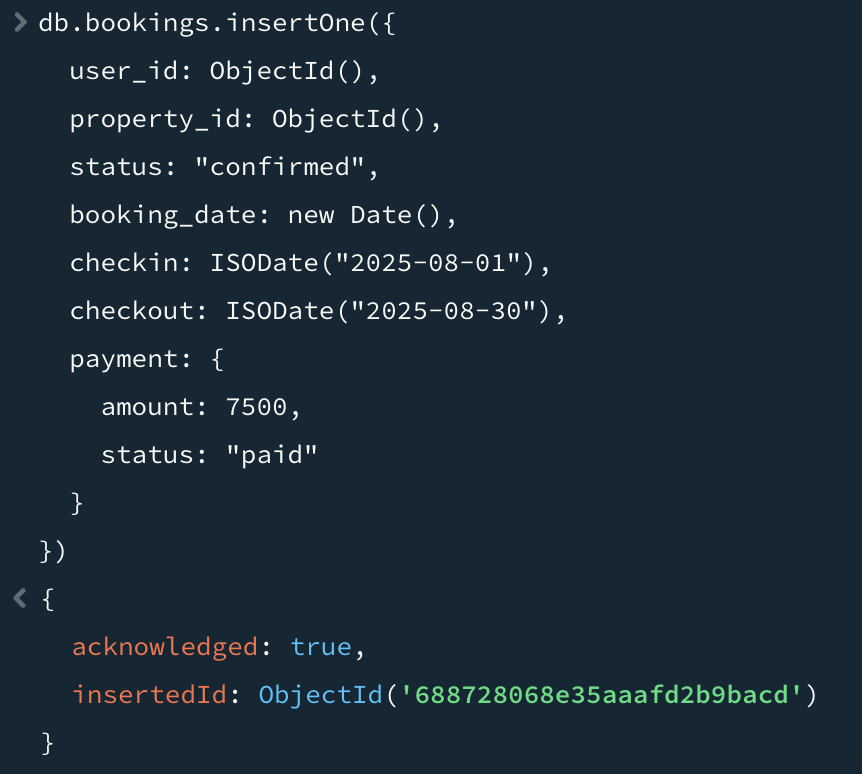 db.bookings.insertOne({
user_id: ObjectId(),
property_id: ObjectId(),
status: "confirmed",
booking_date: new Date(),
checkin: ISODate("2025-08-01"),
checkout: ISODate("2025-08-30"),
payment: {
amount: 7500,
status: "paid"
}
})
{
acknowledged: true,
insertedId: ObjectId('688728068e35aaafd2b9bacd')
}